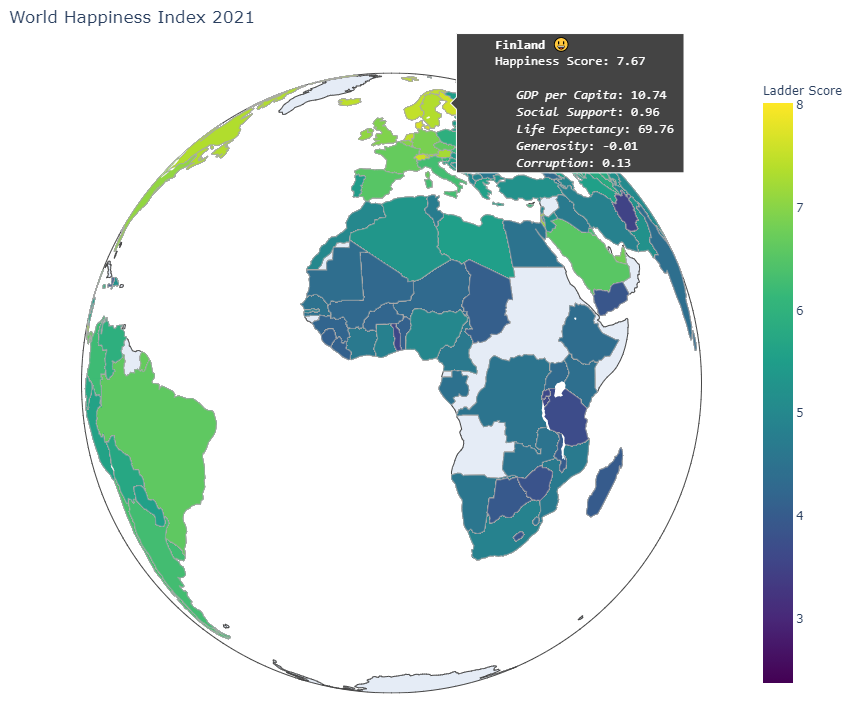 World Happiness Index 2021
Finland 😃
Happiness Score: 7.67
GDP per Capita: 10.74
Social Support: 0.96
Life Expectancy: 69.76
Generosity: -0.01
Corruption: 0.13
Ladder Score
8
7
6
5
4
3